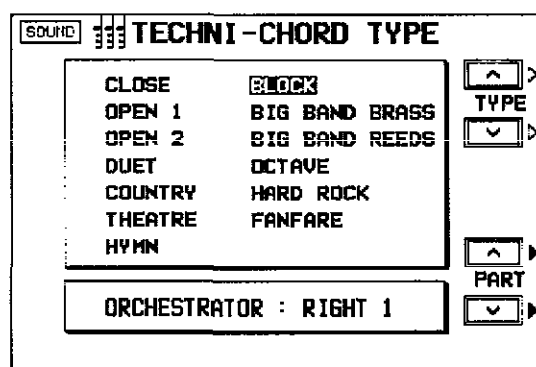 SOUND TECHNI-CHORD TYPE
CLOSE BLOCK
OPEN 1 BIG BAND BRASS
TYPE
OPEN 2 BIG BAND REEDS
DUET OCTAVE
COUNTRY HARD ROCK
THEATRE FANFARE
HYMN
PART
ORCHESTRATOR : RIGHT 1